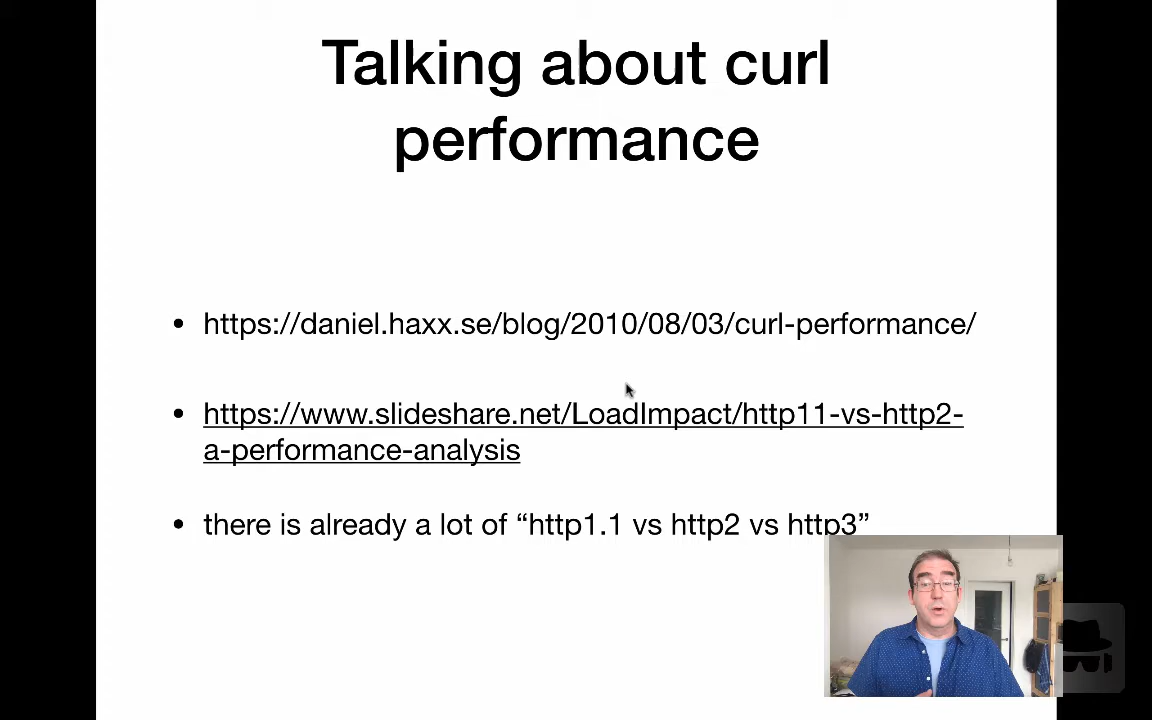 Talking about curl
performance
• https://daniel.haxx.se/blog/2010/08/03/curl-performance/
• https://www.slideshare.net/LoadImpact/http11-vs-http2-
a-performance-analysis
• there is already a lot of “http1.1 vs http2 vs http3”